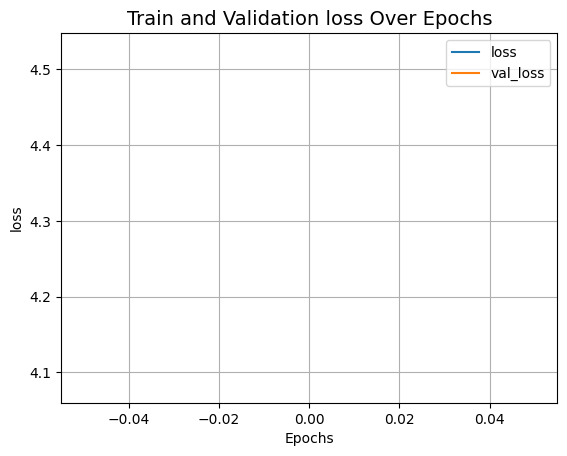 Train and Validation loss Over Epochs
loss
val_loss
4.5
4.4
4.3
4.2
4.1
loss
−0.04
−0.02
0.00
0.02
0.04
Epochs